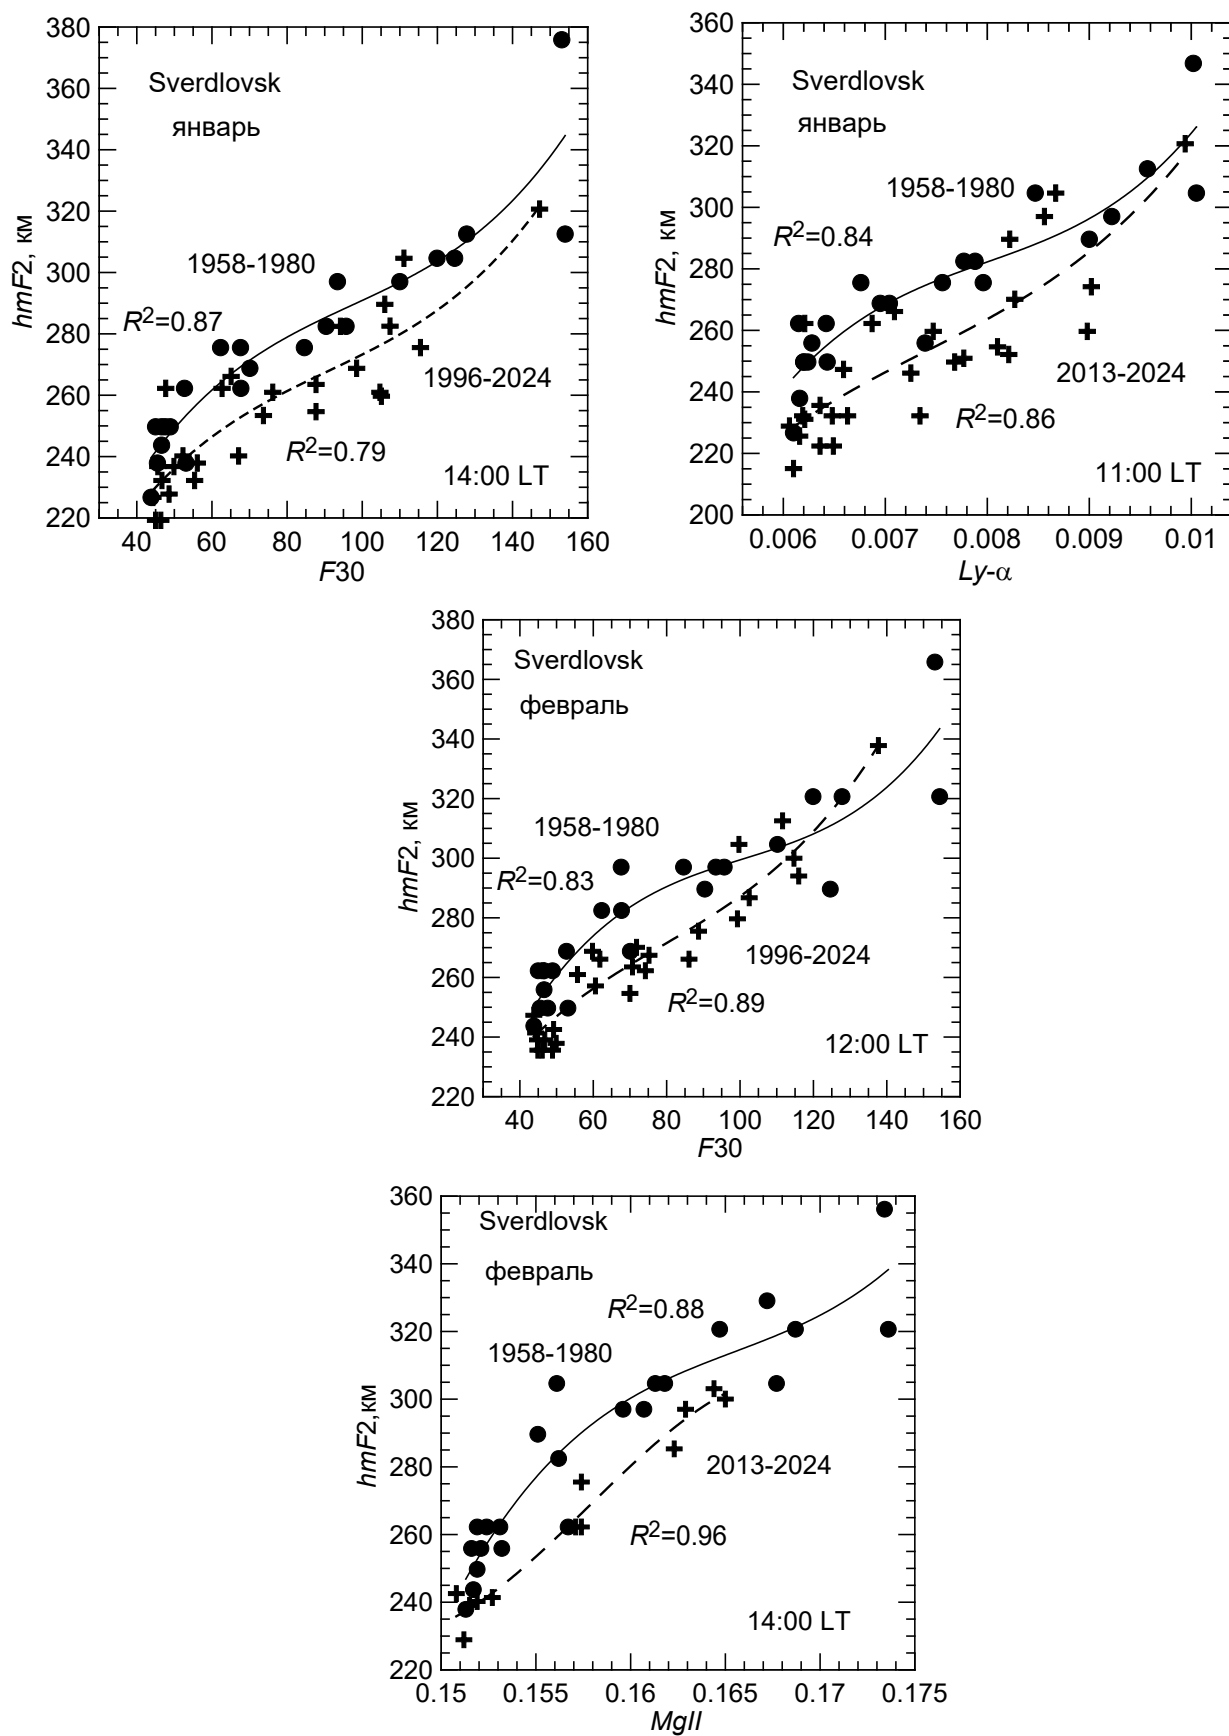 380
360
340
320
300
280
260
240
220
hmF2, км
Sverdlovsk
январь
1958-1980
R2=0.87
1996-2024
R2=0.79
14:00 LT
40 60 80 100 120 140 160
F30
360
340
320
300
280
260
240
220
200
hmF2, км
Sverdlovsk
январь
1958-1980
R2=0.84
2013-2024
R2=0.86
11:00 LT
0.006 0.007 0.008 0.009 0.01
Ly-α
380
360
340
320
300
280
260
240
220
hmF2, км
Sverdlovsk
февраль
1958-1980
R2=0.83
1996-2024
R2=0.89
12:00 LT
40 60 80 100 120 140 160
F30
360
340
320
300
280
260
240
220
hmF2,км
Sverdlovsk
февраль
R2=0.88
1958-1980
2013-2024
R2=0.96
14:00 LT
0.15 0.155 0.16 0.165 0.17 0.175
MgII